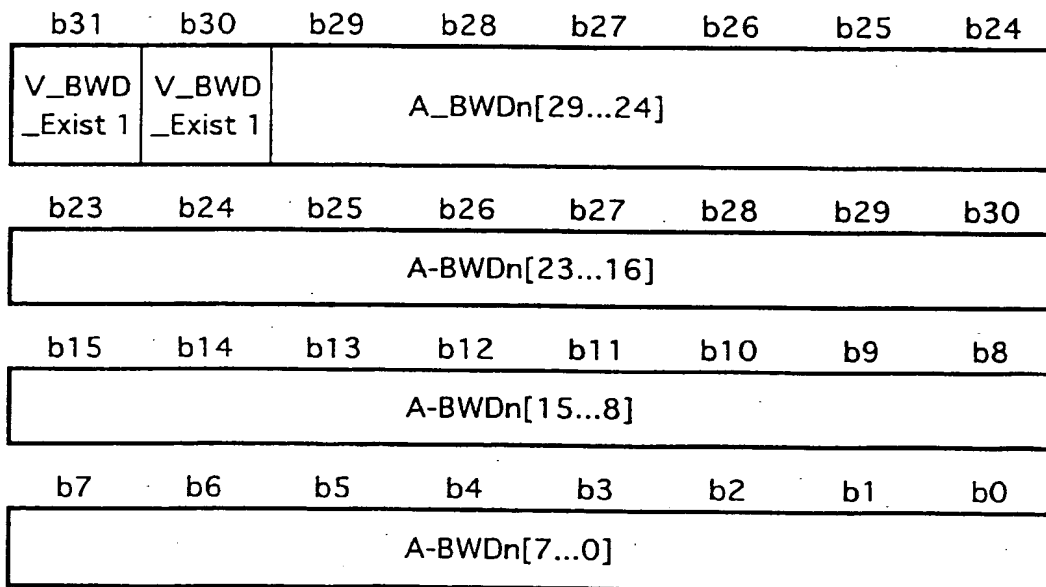 b31 b30 b29 b28 b27 b26 b25 b24
V_BWD V_BWD
_Exist 1 _Exist 1
A_BWDn[29...24]
b23 b24 b25 b26 b27 b28 b29 b30
A-BWDn[23...16]
b15 b14 b13 b12 b11 b10 b9 b8
A-BWDn[15...8]
b7 b6 b5 b4 b3 b2 b1 b0
A-BWDn[7...0]